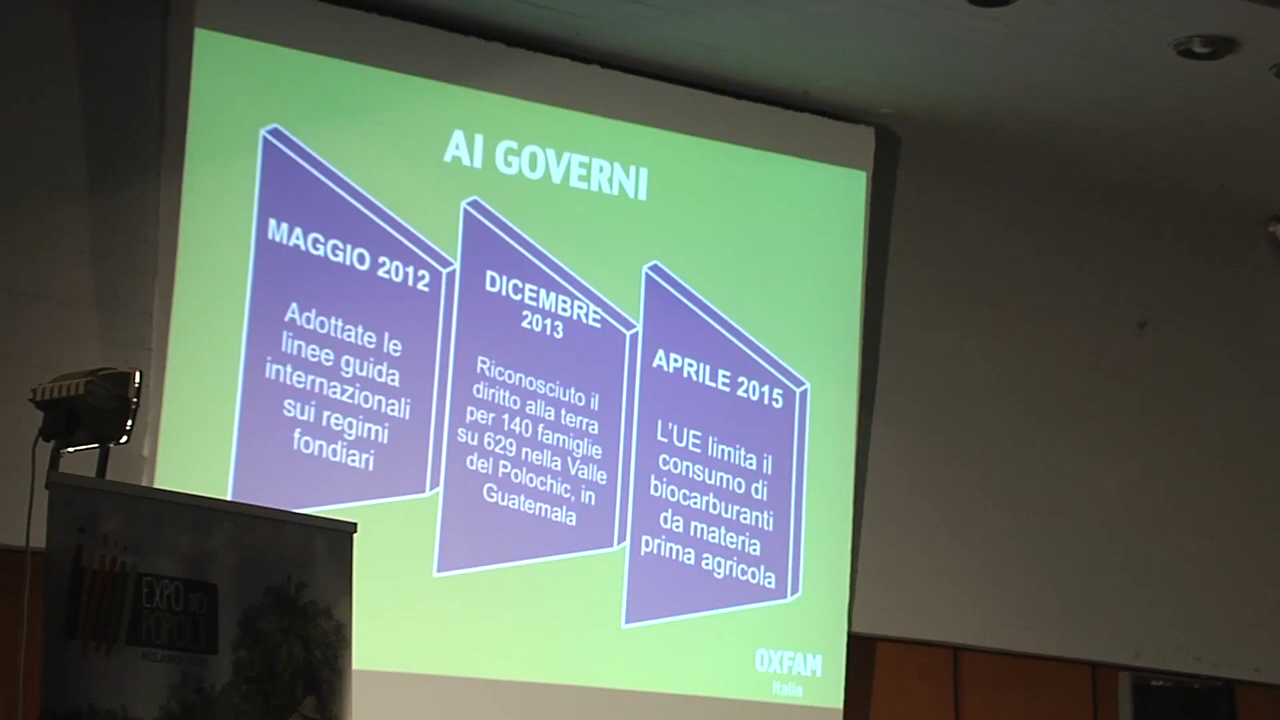 AI GOVERNI
MAGGIO 2012
Adottate le
linee guida
internazionali
sui regimi
fondiari
DICEMBRE
2013
Riconosciuto il
diritto alla terra
per 140 famiglie
su 629 nella Valle
del Polochic, in
Guatemala
APRILE 2015
L'UE limita il
consumo di
biocarburanti
da materia
prima agricola
OXFAM
Italia
EXPO DEI
POPOLI